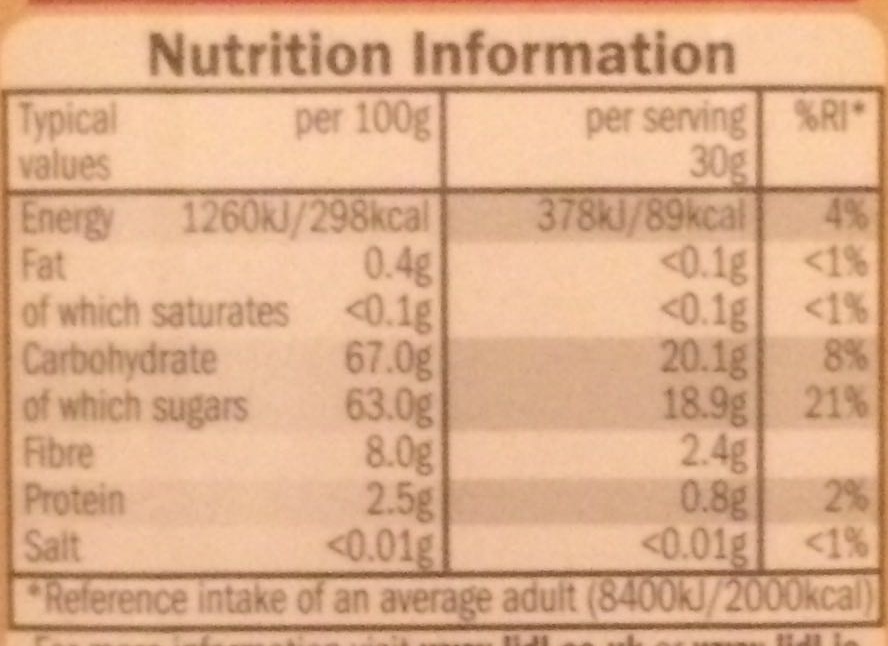 Nutrition Information
Typical values per 100g per serving 30g %RI*
Energy 1260kJ/298kcal 378kJ/89kcal 4%
Fat 0.4g <0.1g <1%
of which saturates <0.1g <0.1g <1%
Carbohydrate 67.0g 20.1g 8%
of which sugars 63.0g 18.9g 21%
Fibre 8.0g 2.4g
Protein 2.5g 0.8g 2%
Salt <0.01g <0.01g <1%
*Reference intake of an average adult (8400kJ/2000kcal)